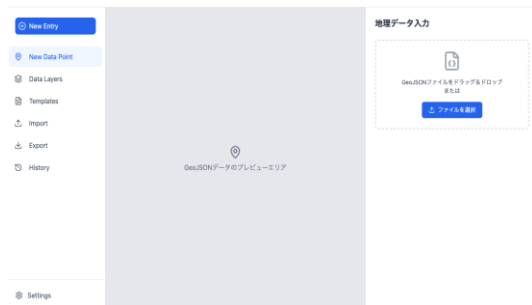 New Entry
New Data Point
Data Layers
Templates
Import
Export
History
Settings
GeoJSONデータのプレビューエリア
地理データ入力
GeoJSONファイルをドラッグ&ドロップ
または
ファイルを選択